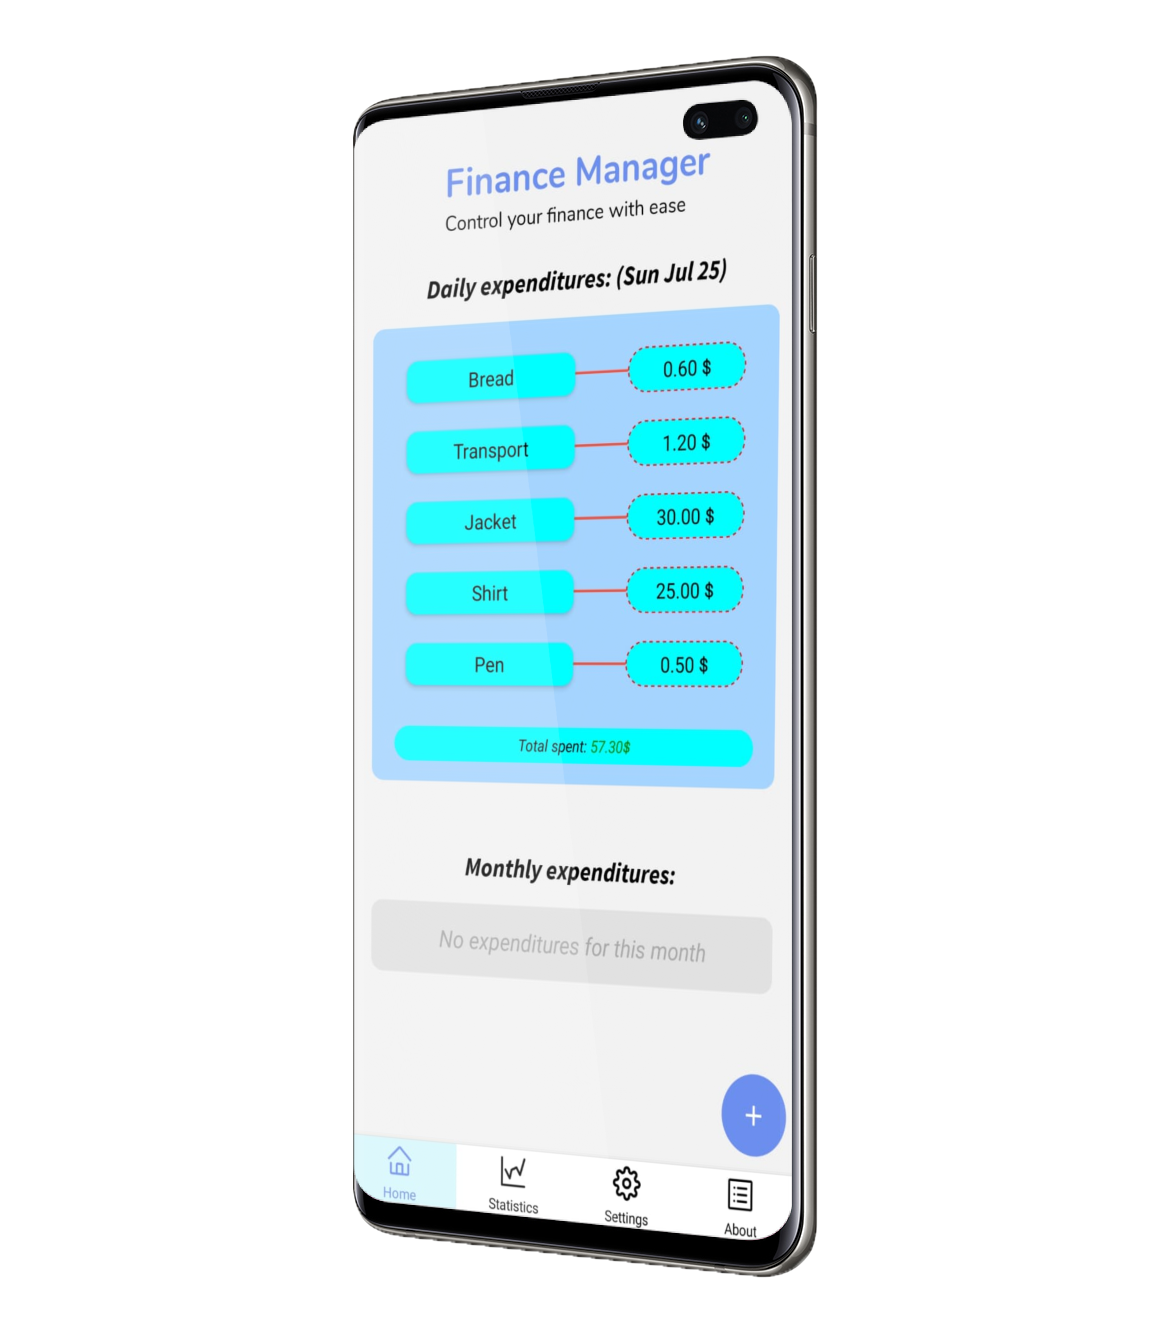 Finance Manager
Control your finance with ease
Daily expenditures: (Sun Jul 25)
Bread 0.60 $
Transport 1.20 $
Jacket 30.00 $
Shirt 25.00 $
Pen 0.50 $
Total spent: 57.30$
Monthly expenditures:
No expenditures for this month
+
Home Statistics Settings About